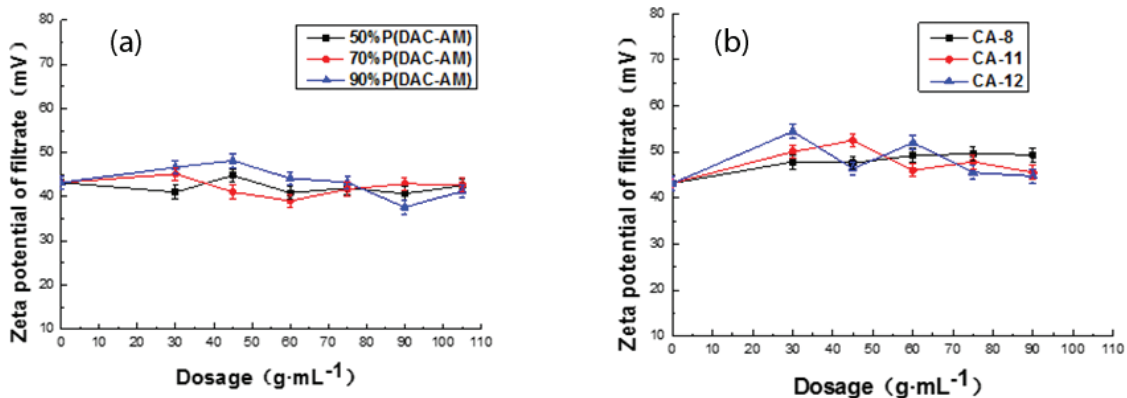 (a)
50%P(DAC-AM)
70%P(DAC-AM)
90%P(DAC-AM)
Zeta potential of filtrate (mV)
80
70
60
50
40
30
20
10
0 10 20 30 40 50 60 70 80 90 100 110
Dosage (g·mL-1)
(b)
CA-8
CA-11
CA-12
Zeta potential of filtrate (mV)
80
70
60
50
40
30
20
10
0 10 20 30 40 50 60 70 80 90 100 110
Dosage (g·mL-1)